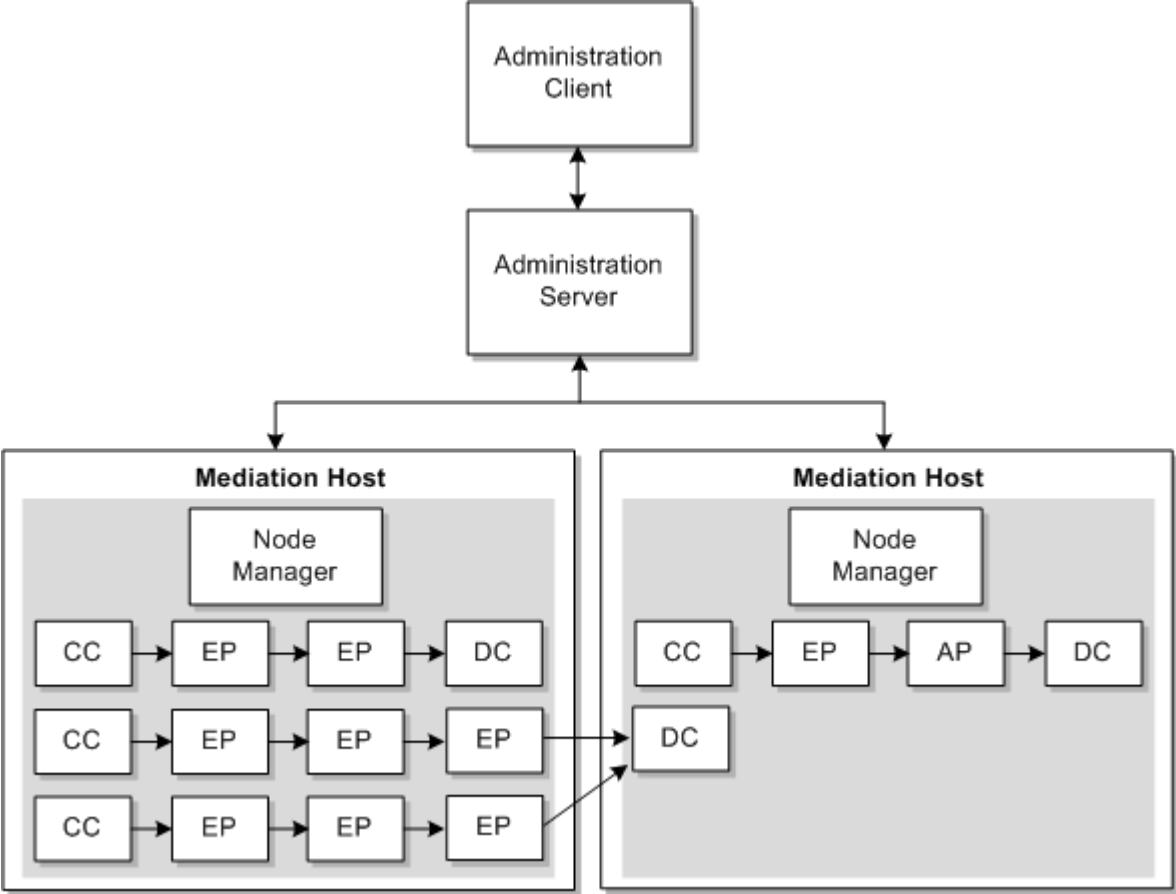 Administration
Client
Administration
Server
Mediation Host
Node
Manager
CC EP EP DC
CC EP EP EP
CC EP EP EP
Mediation Host
Node
Manager
CC EP AP DC
DC